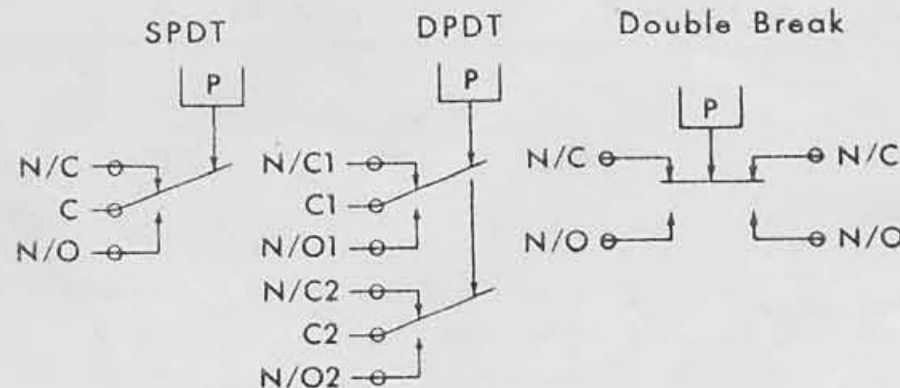 SPDT
P
N/C
C
N/O
DPDT
P
N/C1
C1
N/O1
N/C2
C2
N/O2
Double Break
P
N/C
N/C
N/O
N/O